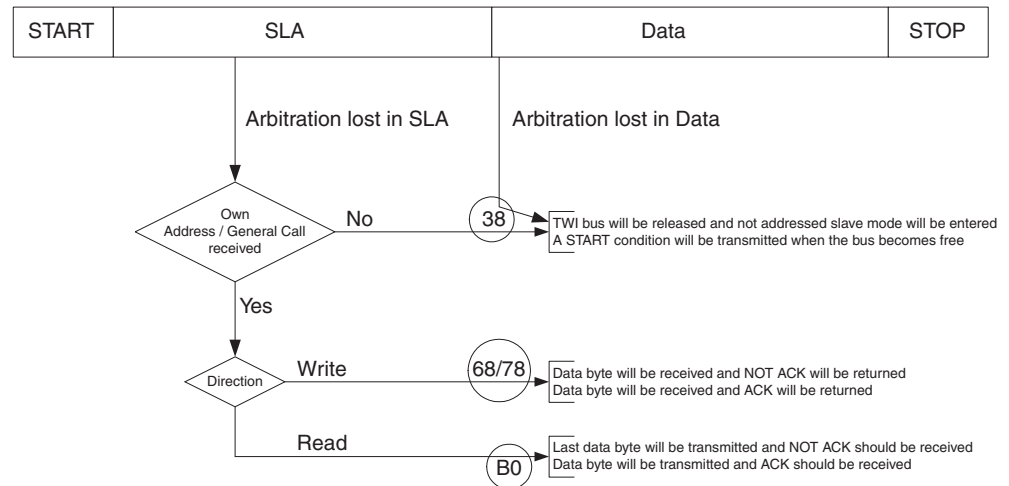 START SLA Data STOP
Arbitration lost in SLA Arbitration lost in Data
Own
Address / General Call
received
No
38
TWI bus will be released and not addressed slave mode will be entered
A START condition will be transmitted when the bus becomes free
Yes
Direction
Write
68/78
Data byte will be received and NOT ACK will be returned
Data byte will be received and ACK will be returned
Read
B0
Last data byte will be transmitted and NOT ACK should be received
Data byte will be transmitted and ACK should be received